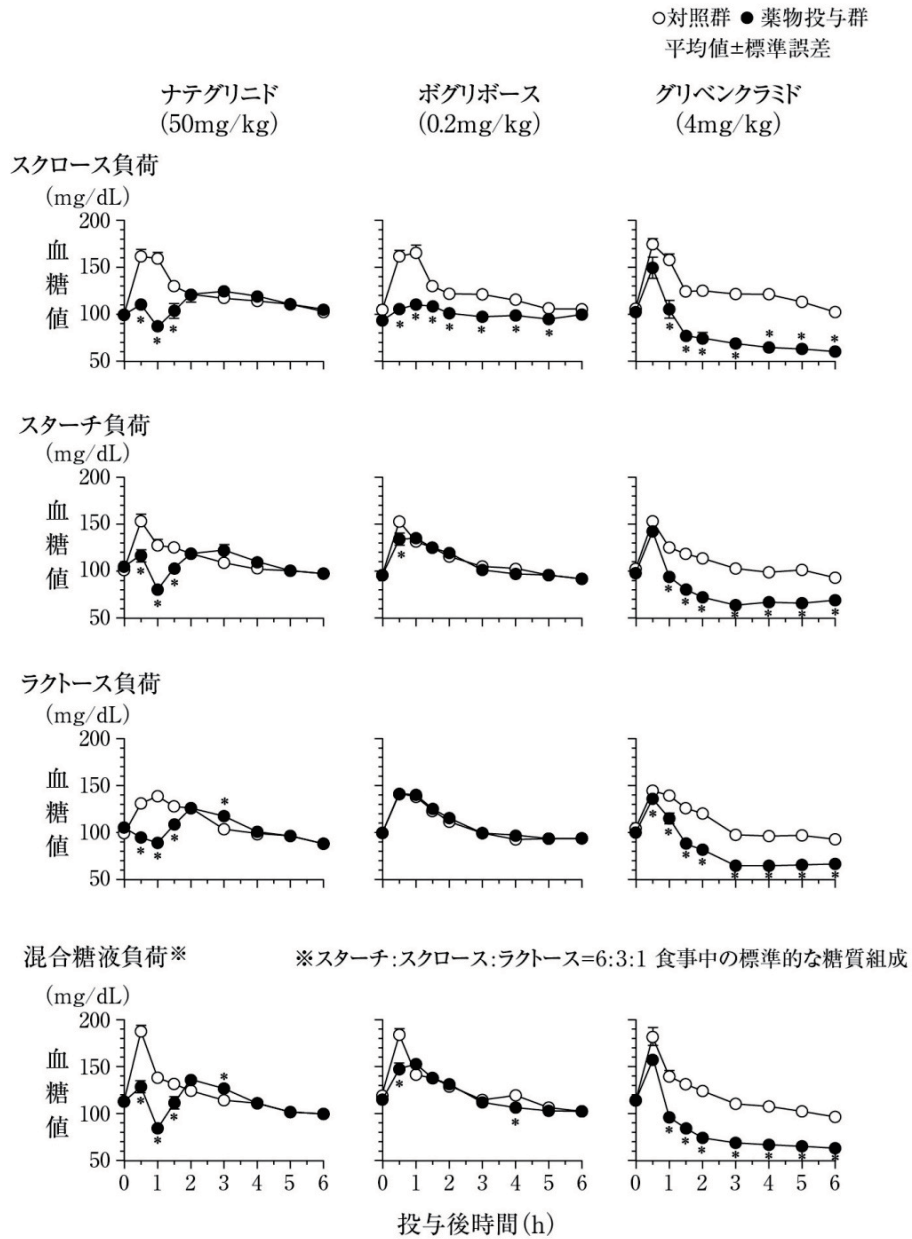 ○対照群 ● 薬物投与群
平均値±標準誤差
ナテグリニド
(50mg/kg)
ボグリボース
(0.2mg/kg)
グリベンクラミド
(4mg/kg)
スクロース負荷
(mg/dL)
血糖値
200
150
100
50
* * *
* * * * * * *
* * * * * * *
スターチ負荷
(mg/dL)
血糖値
200
150
100
50
* * *
*
* * * * * * *
ラクトース負荷
(mg/dL)
血糖値
200
150
100
50
* * * *
* * * * * * * *
混合糖液負荷※
※スターチ:スクロース:ラクトース=6:3:1 食事中の標準的な糖質組成
(mg/dL)
血糖値
200
150
100
50
* * * *
* *
* * * * * * *
0 1 2 3 4 5 6
0 1 2 3 4 5 6
0 1 2 3 4 5 6
投与後時間(h)